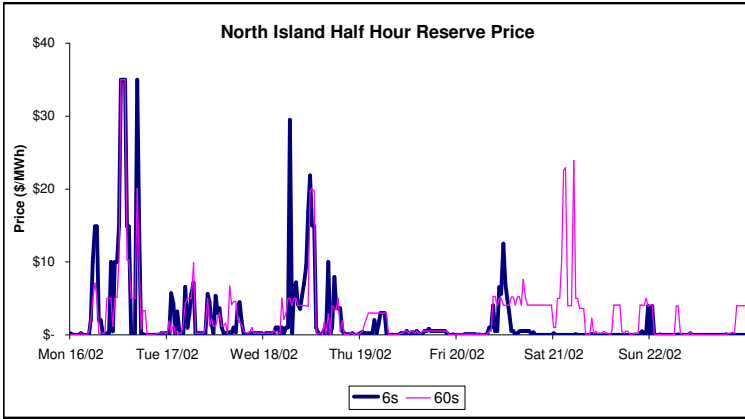 North Island Half Hour Reserve Price
Price ($/MWh)
$40
$30
$20
$10
$-
Mon 16/02 Tue 17/02 Wed 18/02 Thu 19/02 Fri 20/02 Sat 21/02 Sun 22/02
6s 60s